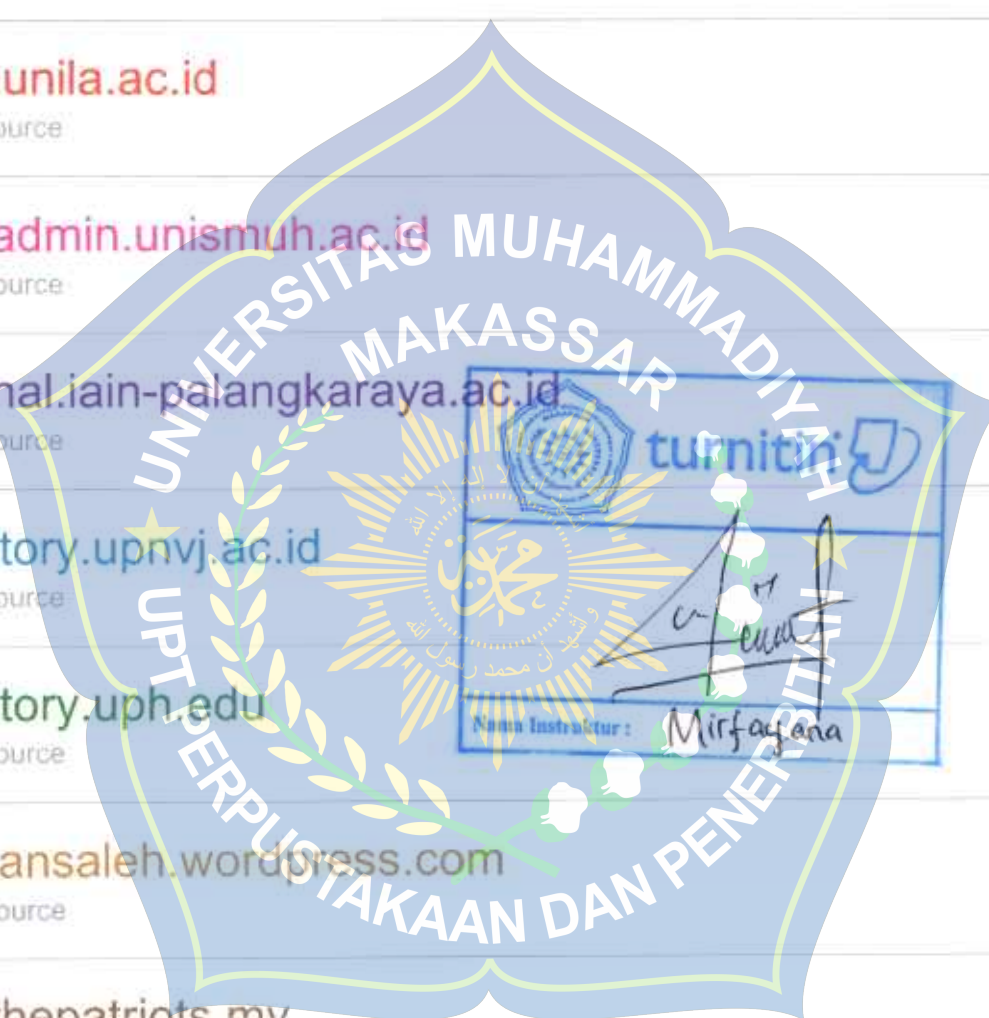 unila.ac.id
ource
admin.unismuh.ac.id
ource
nal.iain-palangkaraya.ac.id
ource
tory.upnvj.ac.id
ource
tory.uph.edu
ource
ansaleh.wordpress.com
ource
hepatriots.my
UNIVERSITAS MUHAMMADIYAH
MAKASSAR
UPT PERPUSTAKAAN DAN PENERBITAN
turnitin
Nama Instruktur :